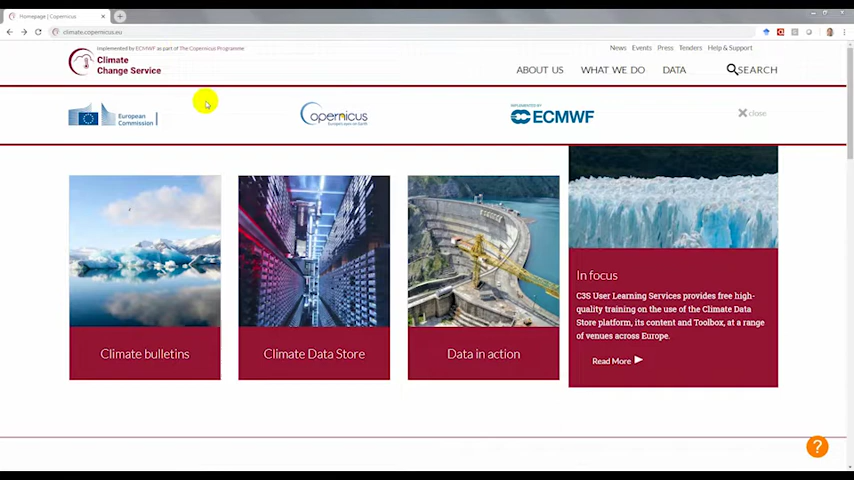 Homepage | Copernicus
climate.copernicus.eu
Implemented by ECMWF as part of The Copernicus Programme
Climate
Change Service
News Events Press Tenders Help & Support
ABOUT US WHAT WE DO DATA SEARCH
European
Commission
opernicus
Europe's eyes on Earth
IMPLEMENTED BY
ECMWF
close
Climate bulletins
Climate Data Store
Data in action
In focus
C3S User Learning Services provides free high-
quality training on the use of the Climate Data
Store platform, its content and Toolbox, at a range
of venues across Europe.
Read More
?